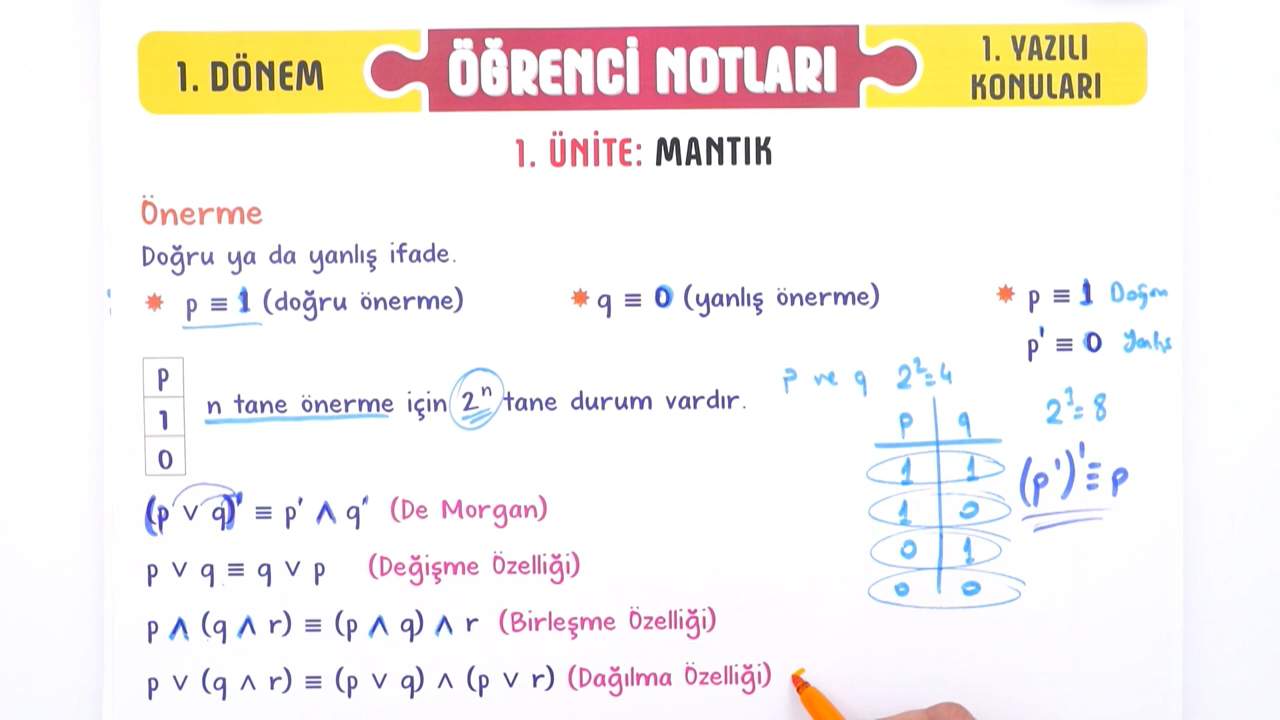 1. DÖNEM
ÖĞRENCİ NOTLARI
1. YAZILI
KONULARI
1. ÜNİTE: MANTIK
Önerme
Doğru ya da yanlış ifade.
p ≡ 1 (doğru önerme)
q ≡ 0 (yanlış önerme)
p ≡ 1 Doğru
p' ≡ 0 Yanlış
p
1
0
n tane önerme için 2ⁿ tane durum vardır.
p ve q 2²=4
p q
1 1
1 0
0 1
0 0
2³=8
(p')' ≡ p
(p ∨ q)' ≡ p' ∧ q' (De Morgan)
p ∨ q ≡ q ∨ p (Değişme Özelliği)
p ∧ (q ∧ r) ≡ (p ∧ q) ∧ r (Birleşme Özelliği)
p ∨ (q ∧ r) ≡ (p ∨ q) ∧ (p ∨ r) (Dağılma Özelliği)